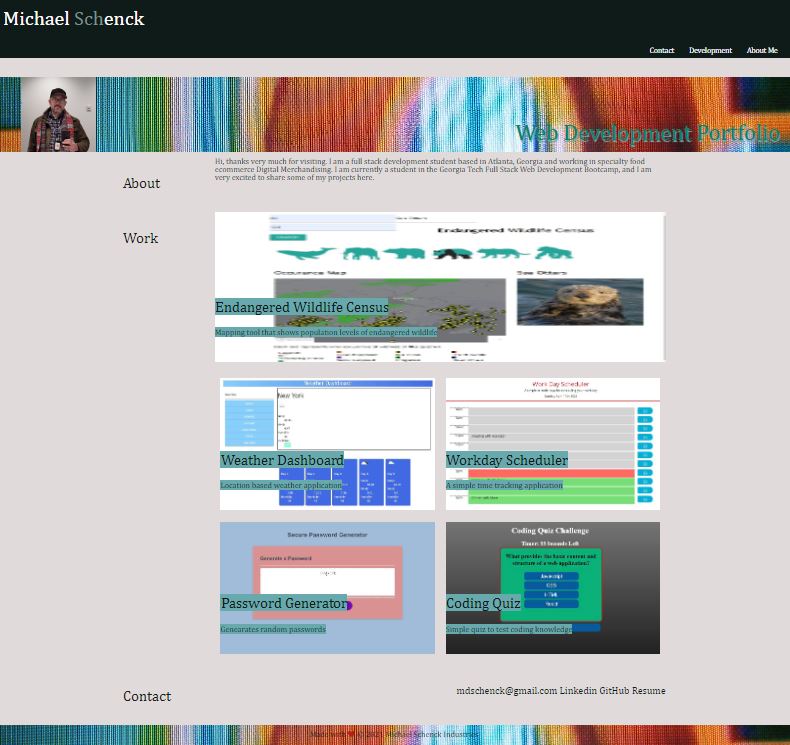 Michael Schenck
Contact Development About Me
Web Development Portfolio
About
Hi, thanks very much for visiting. I am a full stack development student based in Atlanta, Georgia and working in specialty food
ecommerce Digital Merchandising. I am currently a student in the Georgia Tech Full Stack Web Development Bootcamp, and I am
very excited to share some of my projects here.
Work
Endangered Wildlife Census
Occurance Map
Sea Otters
Endangered Wildlife Census
Mapping tool that shows population levels of endangered wildlife
Weather Dashboard
New York
Weather Dashboard
Location based weather application
Work Day Scheduler
Workday Scheduler
A simple time tracking application
Secure Password Generator
Generate a Password
Password Generator
Genearates random passwords
Coding Quiz Challenge
Timer: 55 Seconds Left
What provides the basic content and
structure of a web application?
Javascript
CSS
HTML
Coding Quiz
Simple quiz to test coding knowledge
Contact
mdschenck@gmail.com Linkedin GitHub Resume
Made with ❤ © 2021 Michael Schenck Industries